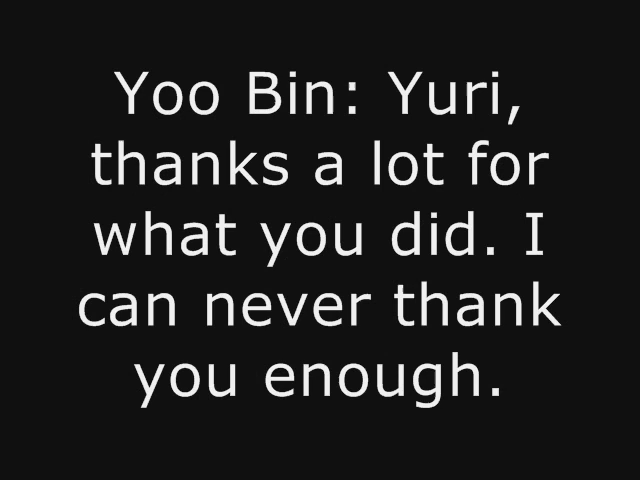 Yoo Bin: Yuri,
thanks a lot for
what you did. I
can never thank
you enough.